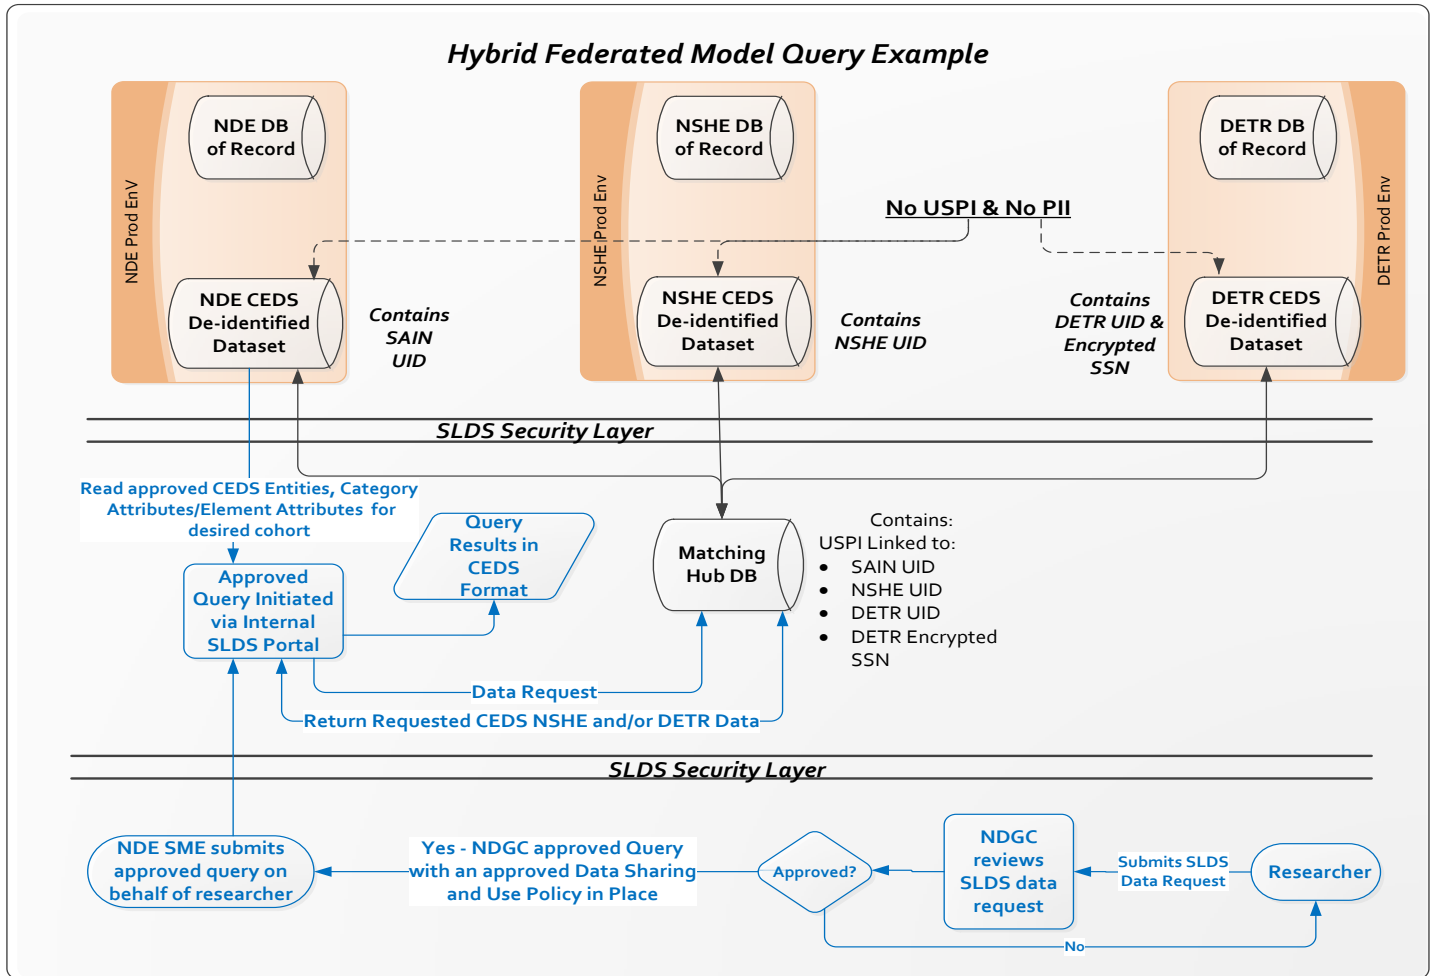 Hybrid Federated Model Query Example
NDE Prod EnV
NDE DB
of Record
NSHE Prod Env
NSHE DB
of Record
DETR DB
of Record
DETR Prod Env
No USPI & No PII
NDE CEDS
De-identified
Dataset
Contains
SAIN
UID
NSHE CEDS
De-identified
Dataset
Contains
NSHE UID
Contains
DETR UID &
Encrypted
SSN
DETR CEDS
De-identified
Dataset
SLDS Security Layer
Read approved CEDS Entities, Category
Attributes/Element Attributes for
desired cohort
Query
Results in
CEDS
Format
Matching
Hub DB
Contains:
USPI Linked to:
● SAIN UID
● NSHE UID
● DETR UID
● DETR Encrypted
SSN
Approved
Query Initiated
via Internal
SLDS Portal
Data Request
Return Requested CEDS NSHE and/or DETR Data
SLDS Security Layer
NDE SME submits
approved query on
behalf of researcher
Yes - NDGC approved Query
with an approved Data Sharing
and Use Policy in Place
Approved?
NDGC
reviews
SLDS data
request
Submits SLDS
Data Request
Researcher
No